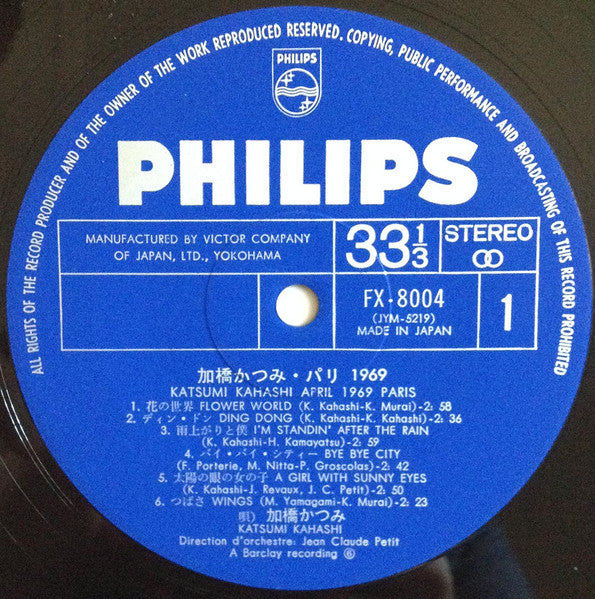 ALL RIGHTS OF THE RECORD PRODUCER AND OF THE OWNER OF THE WORK REPRODUCED RESERVED. COPYING, PUBLIC PERFORMANCE AND BROADCASTING OF THIS RECORD PROHIBITED
PHILIPS
PHILIPS
MANUFACTURED BY VICTOR COMPANY
OF JAPAN, LTD., YOKOHAMA
33⅓
STEREO
FX-8004
(JYM-5219)
MADE IN JAPAN
1
加橋かつみ・パリ 1969
KATSUMI KAHASHI APRIL 1969 PARIS
1. 花の世界 FLOWER WORLD (K. Kahashi-K. Murai)-2: 58
2. ディン・ドン DING DONG (K. Kahashi-K. Kahashi)-2: 36
3. 雨上がりと僕 I'M STANDIN' AFTER THE RAIN
(K. Kahashi-H. Kamayatsu)-2: 59
4. バイ・バイ・シティー BYE BYE CITY
(F. Porterie, M. Nitta-P. Groscolas)-2: 42
5. 太陽の眼の女の子 A GIRL WITH SUNNY EYES
(K. Kahashi-J. Revaux, J. C. Petit)-2: 50
6. つばさ WINGS (M. Yamagami-K. Murai)-2: 23
唄) 加橋かつみ
KATSUMI KAHASHI
Direction d'orchestre: Jean Claude Petit
A Barclay recording ⑥